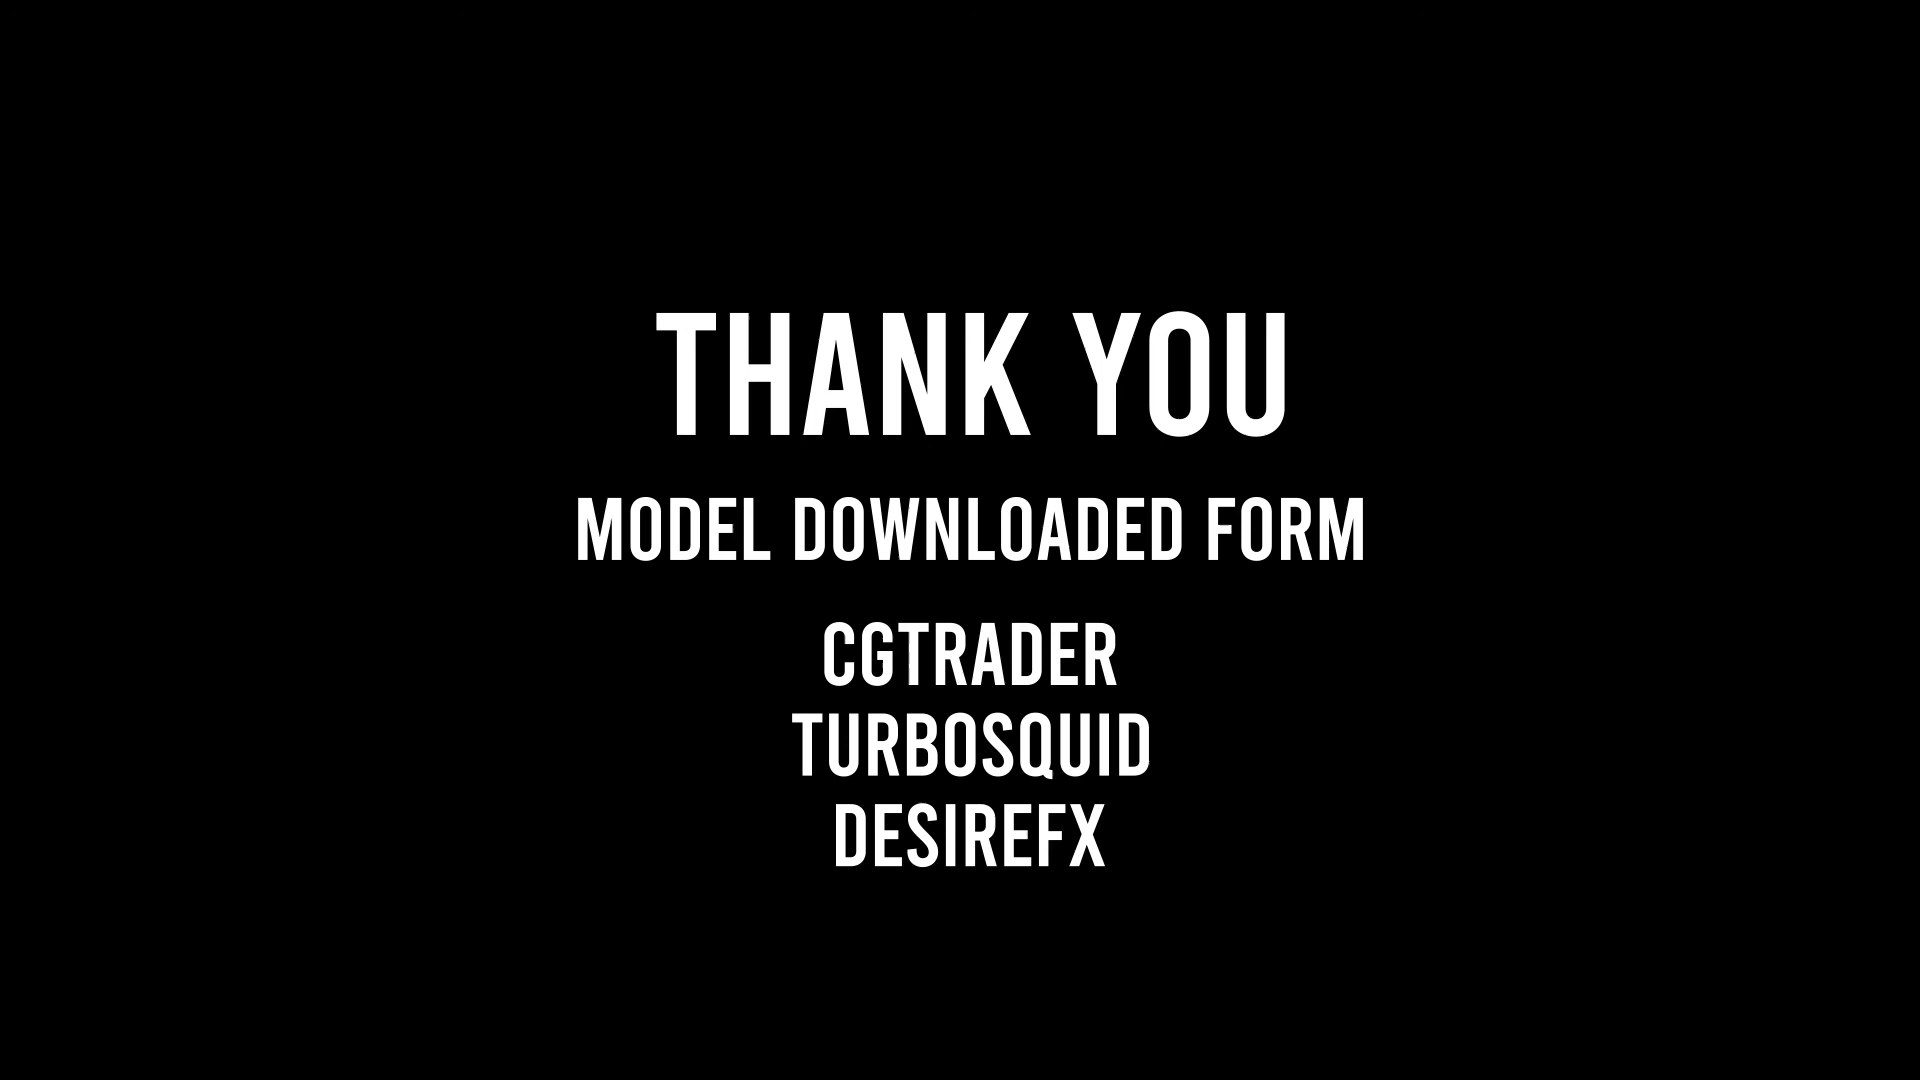 THANK YOU
MODEL DOWNLOADED FORM
CGTRADER
TURBOSQUID
DESIREFX